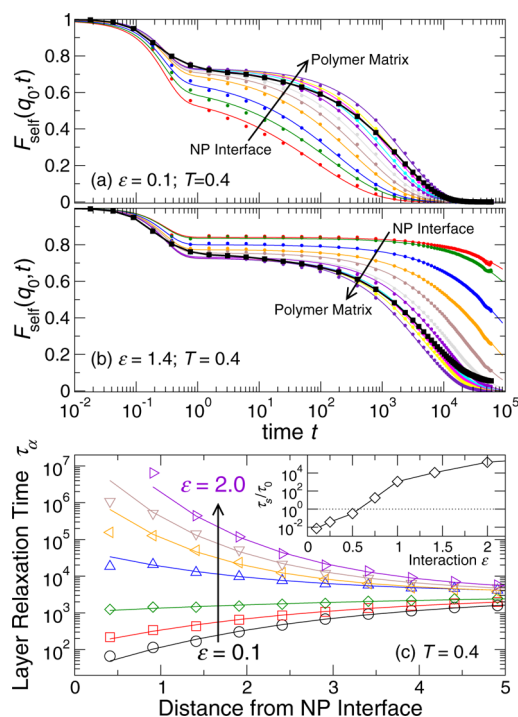 1
0.8
0.6
0.4
0.2
0
F_self(q_0,t)
Polymer Matrix
NP Interface
(a) ε = 0.1; T=0.4
0.8
0.6
0.4
0.2
0
F_self(q_0,t)
NP Interface
Polymer Matrix
(b) ε = 1.4; T = 0.4
10^-2 10^-1 10^0 10^1 10^2 10^3 10^4 10^5
time t
Layer Relaxation Time τ_α
10^7
10^6
10^5
10^4
10^3
10^2
ε = 2.0
ε = 0.1
τ_s/τ_0
10^4
10^2
10^0
10^-2
0 0.5 1 1.5 2
Interaction ε
(c) T = 0.4
0 1 2 3 4 5
Distance from NP Interface